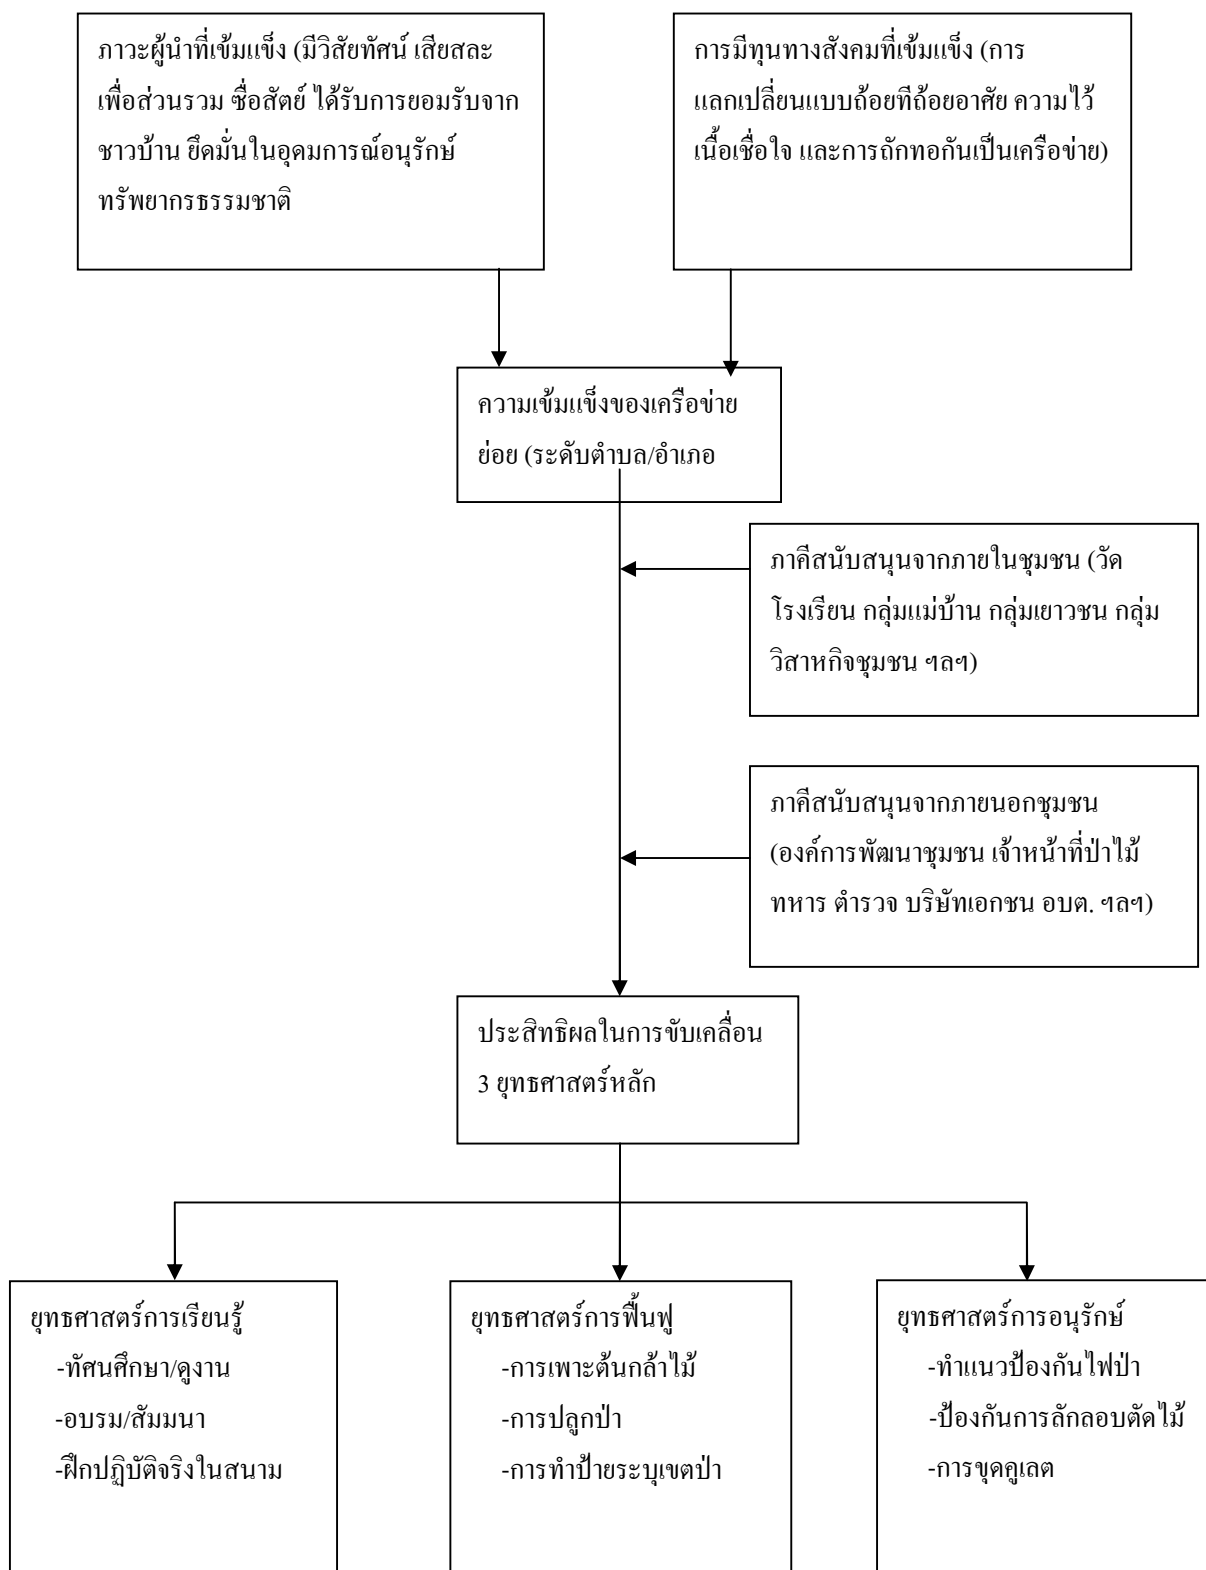 ภาวะผู้นำที่เข้มแข็ง (มีวิสัยทัศน์ เสียสละ
เพื่อส่วนรวม ซื่อสัตย์ ได้รับการยอมรับจาก
ชาวบ้าน ยึดมั่นในอุดมการณ์อนุรักษ์
ทรัพยากรธรรมชาติ
การมีทุนทางสังคมที่เข้มแข็ง (การ
แลกเปลี่ยนแบบถ้อยทีถ้อยอาศัย ความไว้
เนื้อเชื่อใจ และการถักทอกันเป็นเครือข่าย)
ความเข้มแข็งของเครือข่าย
ย่อย (ระดับตำบล/อำเภอ
ภาคีสนับสนุนจากภายในชุมชน (วัด
โรงเรียน กลุ่มแม่บ้าน กลุ่มเยาวชน กลุ่ม
วิสาหกิจชุมชน ฯลฯ)
ภาคีสนับสนุนจากภายนอกชุมชน
(องค์การพัฒนาชุมชน เจ้าหน้าที่ป่าไม้
ทหาร ตำรวจ บริษัทเอกชน อบต. ฯลฯ)
ประสิทธิผลในการขับเคลื่อน
3 ยุทธศาสตร์หลัก
ยุทธศาสตร์การเรียนรู้
-ทัศนศึกษา/ดูงาน
-อบรม/สัมมนา
-ฝึกปฏิบัติจริงในสนาม
ยุทธศาสตร์การฟื้นฟู
-การเพาะต้นกล้าไม้
-การปลูกป่า
-การทำป้ายระบุเขตป่า
ยุทธศาสตร์การอนุรักษ์
-ทำแนวป้องกันไฟป่า
-ป้องกันการลักลอบตัดไม้
-การขุดคูเลต